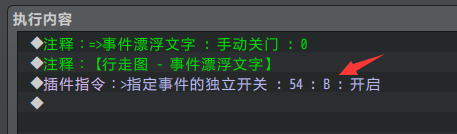 执行内容
◆注释：=>事件漂浮文字 : 手动关门 : 0
◆注释：【行走图 - 事件漂浮文字】
◆插件指令：>指定事件的独立开关 : 54 : B : 开启
◆